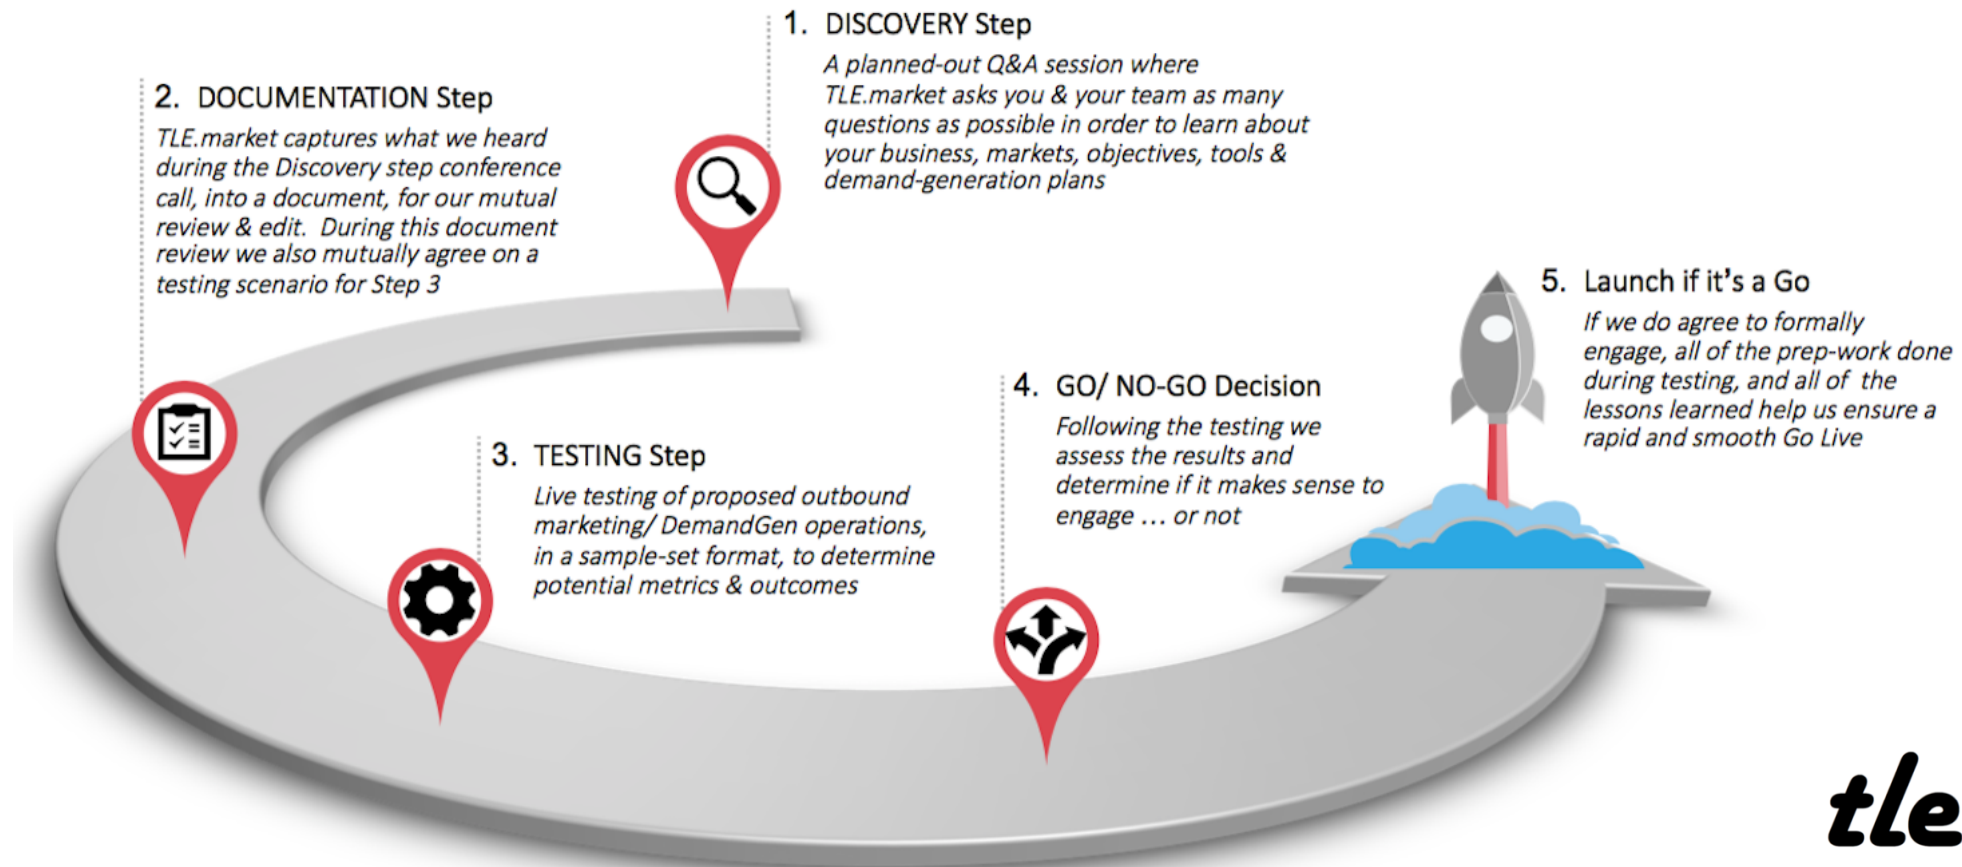 1. DISCOVERY Step
A planned-out Q&A session where
TLE.market asks you & your team as many
questions as possible in order to learn about
your business, markets, objectives, tools &
demand-generation plans
2. DOCUMENTATION Step
TLE.market captures what we heard
during the Discovery step conference
call, into a document, for our mutual
review & edit. During this document
review we also mutually agree on a
testing scenario for Step 3
3. TESTING Step
Live testing of proposed outbound
marketing/ DemandGen operations,
in a sample-set format, to determine
potential metrics & outcomes
4. GO/ NO-GO Decision
Following the testing we
assess the results and
determine if it makes sense to
engage ... or not
5. Launch if it's a Go
If we do agree to formally
engage, all of the prep-work done
during testing, and all of the
lessons learned help us ensure a
rapid and smooth Go Live
tle